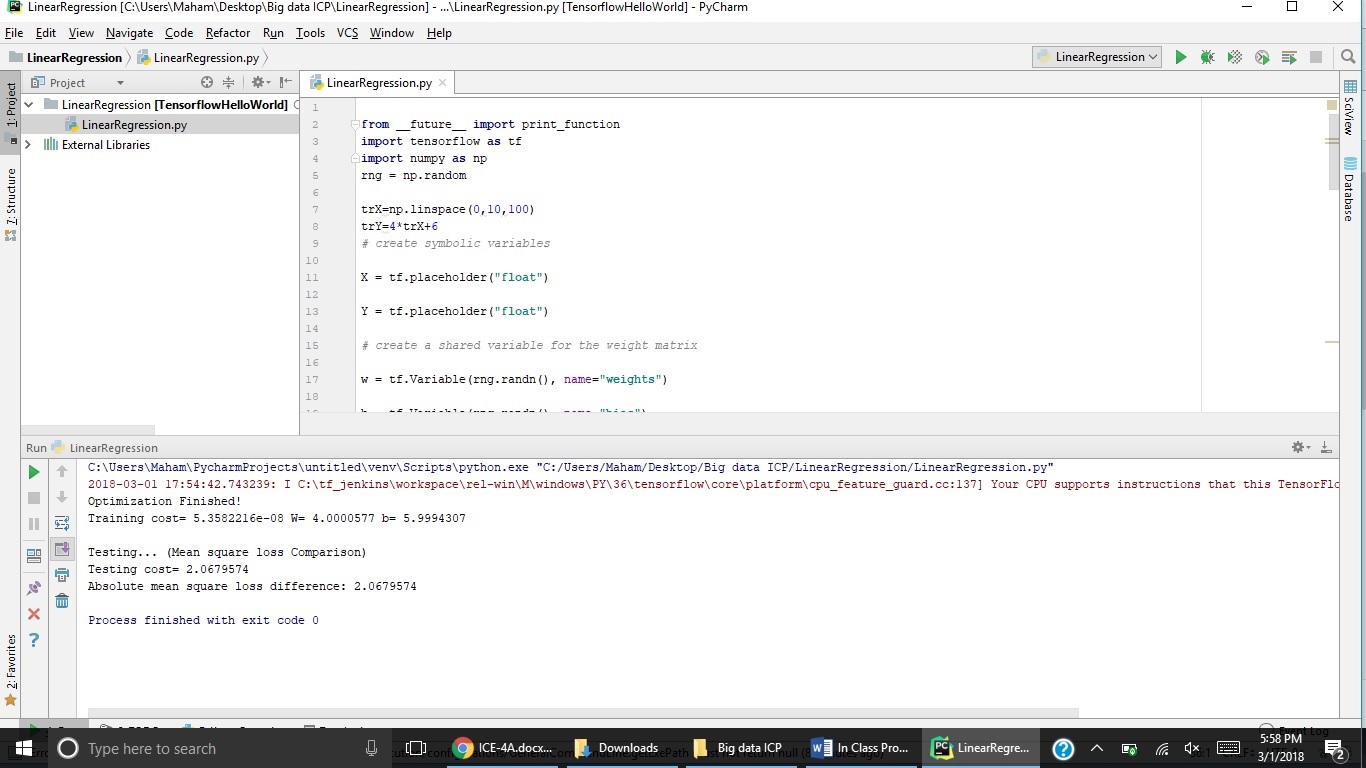 LinearRegression [C:\Users\Maham\Desktop\Big data ICP\LinearRegression] - ...\LinearRegression.py [TensorflowHelloWorld] - PyCharm
File Edit View Navigate Code Refactor Run Tools VCS Window Help
LinearRegression LinearRegression.py LinearRegression
Project LinearRegression.py
LinearRegression [TensorflowHelloWorld]
LinearRegression.py
External Libraries
1: Project
7: Structure
2: Favorites
SciView
Database
1
2 from __future__ import print_function
3 import tensorflow as tf
4 import numpy as np
5 rng = np.random
6
7 trX=np.linspace(0,10,100)
8 trY=4*trX+6
9 # create symbolic variables
10
11 X = tf.placeholder("float")
12
13 Y = tf.placeholder("float")
14
15 # create a shared variable for the weight matrix
16
17 w = tf.Variable(rng.randn(), name="weights")
18
Run LinearRegression
C:\Users\Maham\PycharmProjects\untitled\venv\Scripts\python.exe "C:/Users/Maham/Desktop/Big data ICP/LinearRegression/LinearRegression.py"
2018-03-01 17:54:42.743239: I C:\tf_jenkins\workspace\rel-win\M\windows\PY\36\tensorflow\core\platform\cpu_feature_guard.cc:137] Your CPU supports instructions that this TensorFlo
Optimization Finished!
Training cost= 5.3582216e-08 W= 4.0000577 b= 5.9994307
Testing... (Mean square loss Comparison)
Testing cost= 2.0679574
Absolute mean square loss difference: 2.0679574
Process finished with exit code 0
Type here to search
ICE-4A.docx...
Downloads
Big data ICP
In Class Pro...
LinearRegre...
5:58 PM
3/1/2018
2